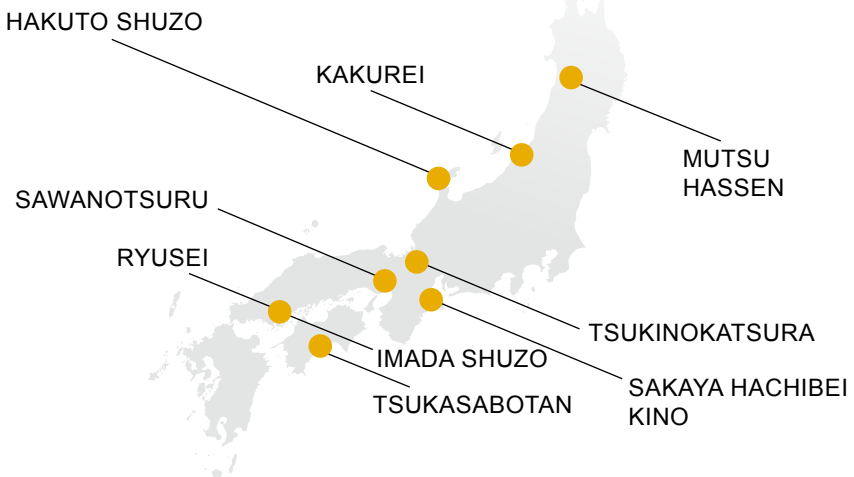 HAKUTO SHUZO
KAKUREI
MUTSU
HASSEN
SAWANOTSURU
RYUSEI
TSUKINOKATSURA
IMADA SHUZO
SAKAYA HACHIBEI
KINO
TSUKASABOTAN